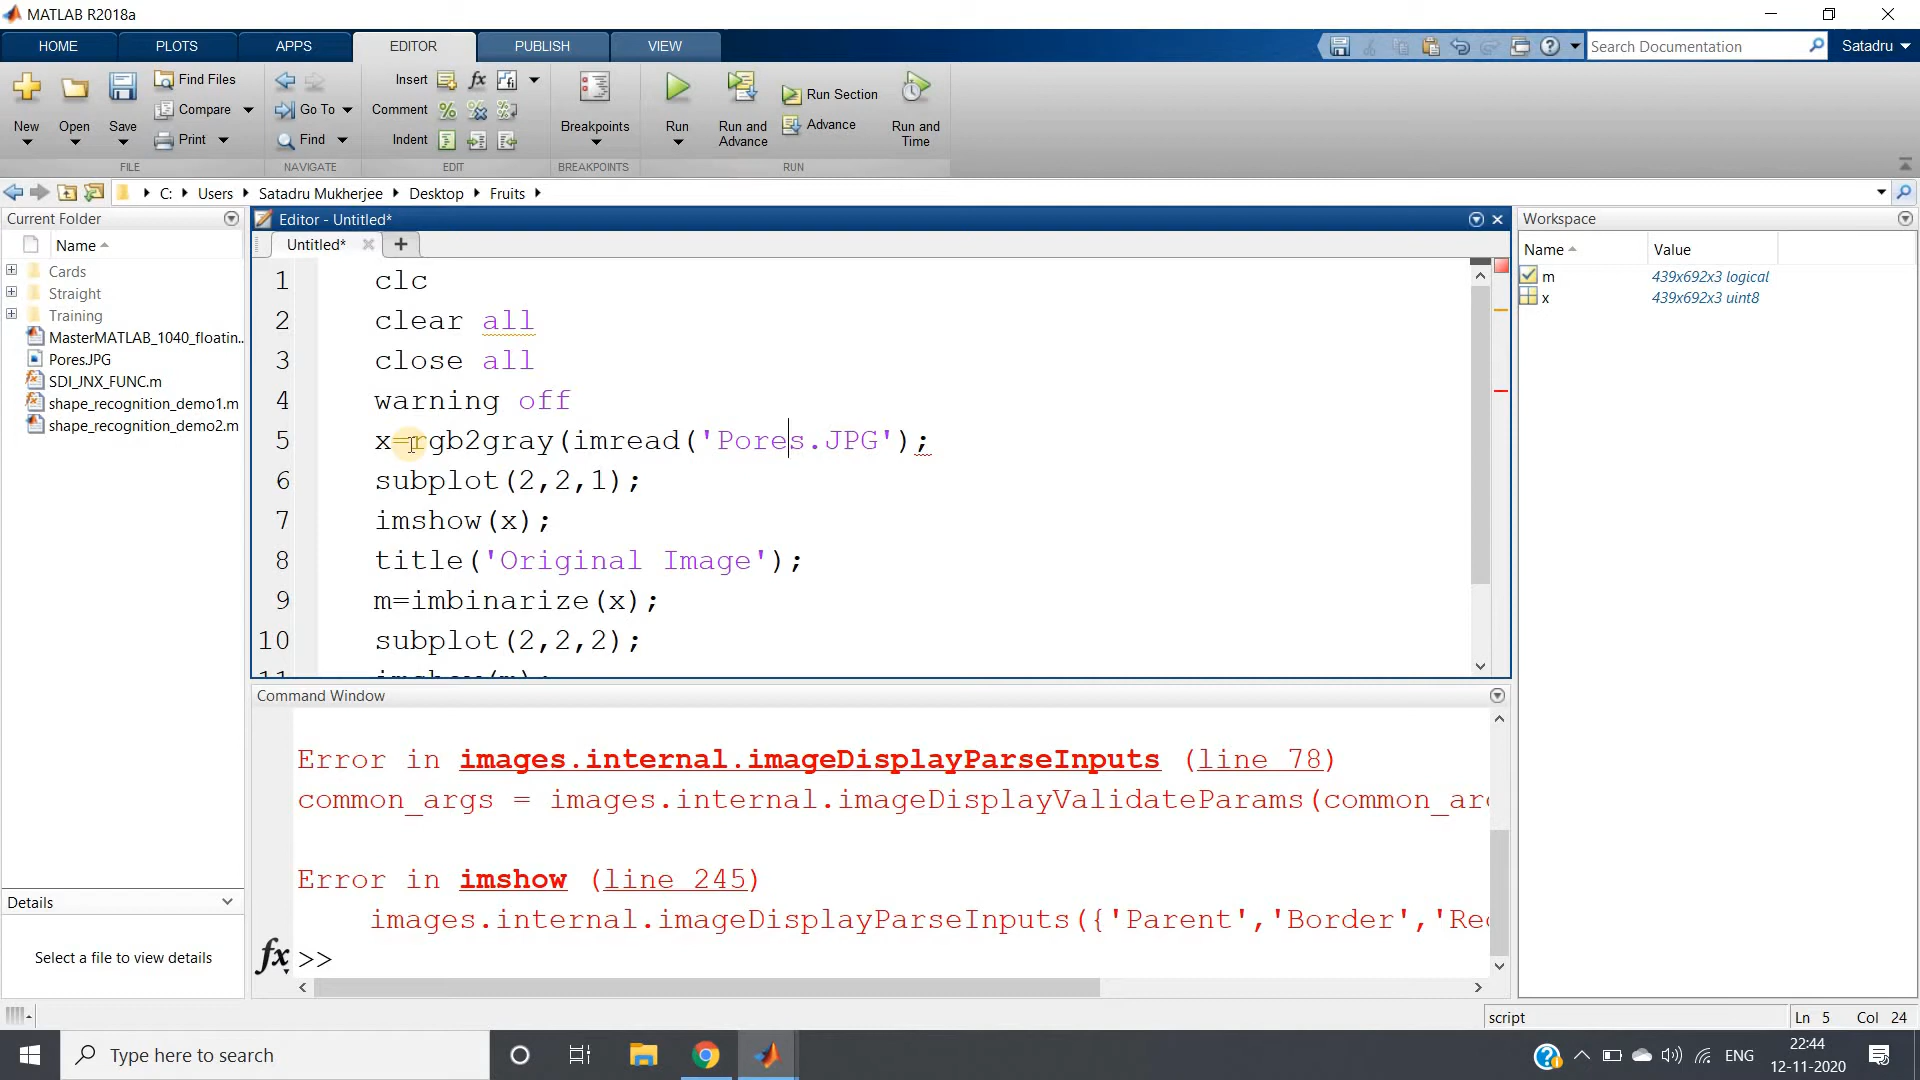 MATLAB R2018a
HOME PLOTS APPS EDITOR PUBLISH VIEW
Search Documentation
Satadru
New Open Save
Find Files
Compare
Print
FILE
Go To
Find
NAVIGATE
Insert
Comment
Indent
EDIT
Breakpoints
BREAKPOINTS
Run
Run and Advance
Run Section
Advance
Run and Time
RUN
C: Users Satadru Mukherjee Desktop Fruits
Current Folder
Name
Cards
Straight
Training
MasterMATLAB_1040_floatin..
Pores.JPG
SDI_JNX_FUNC.m
shape_recognition_demo1.m
shape_recognition_demo2.m
Details
Select a file to view details
Editor - Untitled*
Untitled*
1 clc
2 clear all
3 close all
4 warning off
5 x=rgb2gray(imread('Pores.JPG');
6 subplot(2,2,1);
7 imshow(x);
8 title('Original Image');
9 m=imbinarize(x);
10 subplot(2,2,2);
11 imshow(m);
Command Window
Error in images.internal.imageDisplayParseInputs (line 78)
common_args = images.internal.imageDisplayValidateParams(common_arg
Error in imshow (line 245)
images.internal.imageDisplayParseInputs({'Parent','Border','Red
fx >>
Workspace
Name Value
m 439x692x3 logical
x 439x692x3 uint8
script
Ln 5 Col 24
Type here to search
ENG
22:44
12-11-2020